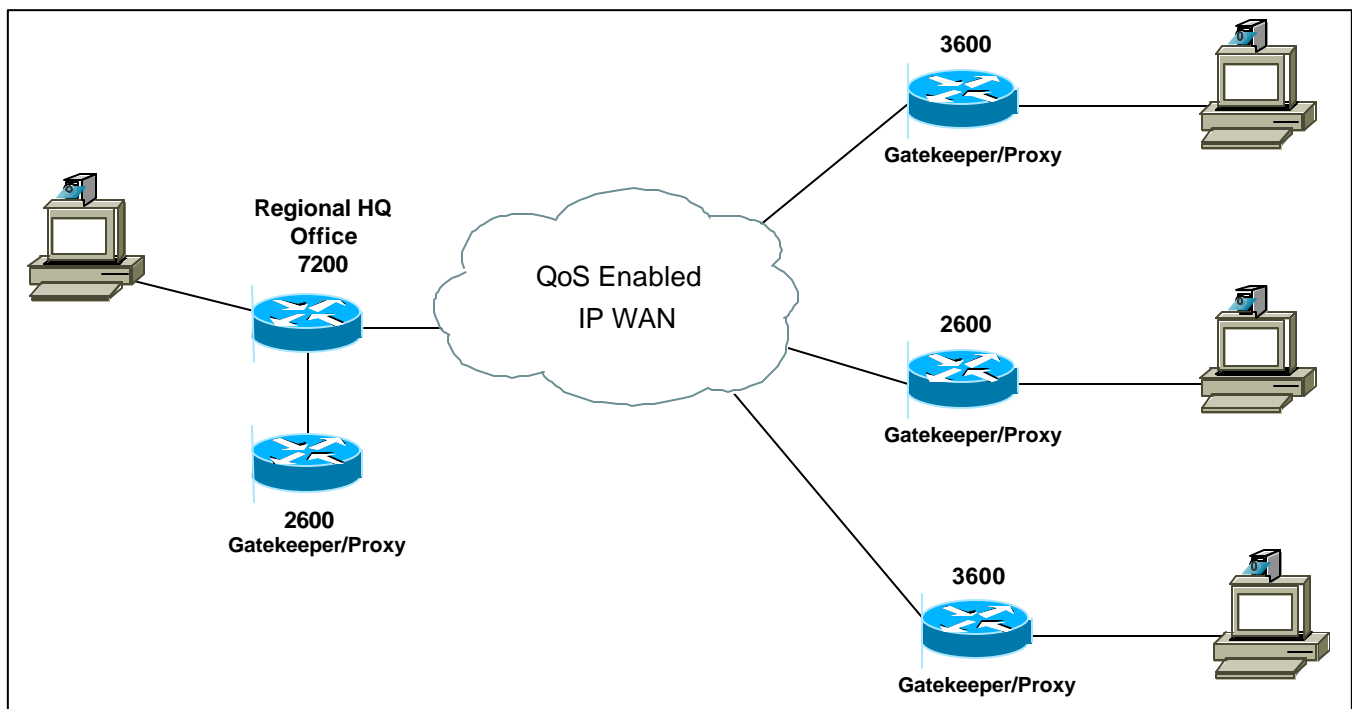 Regional HQ
Office
7200
2600
Gatekeeper/Proxy
QoS Enabled
IP WAN
3600
Gatekeeper/Proxy
2600
Gatekeeper/Proxy
3600
Gatekeeper/Proxy